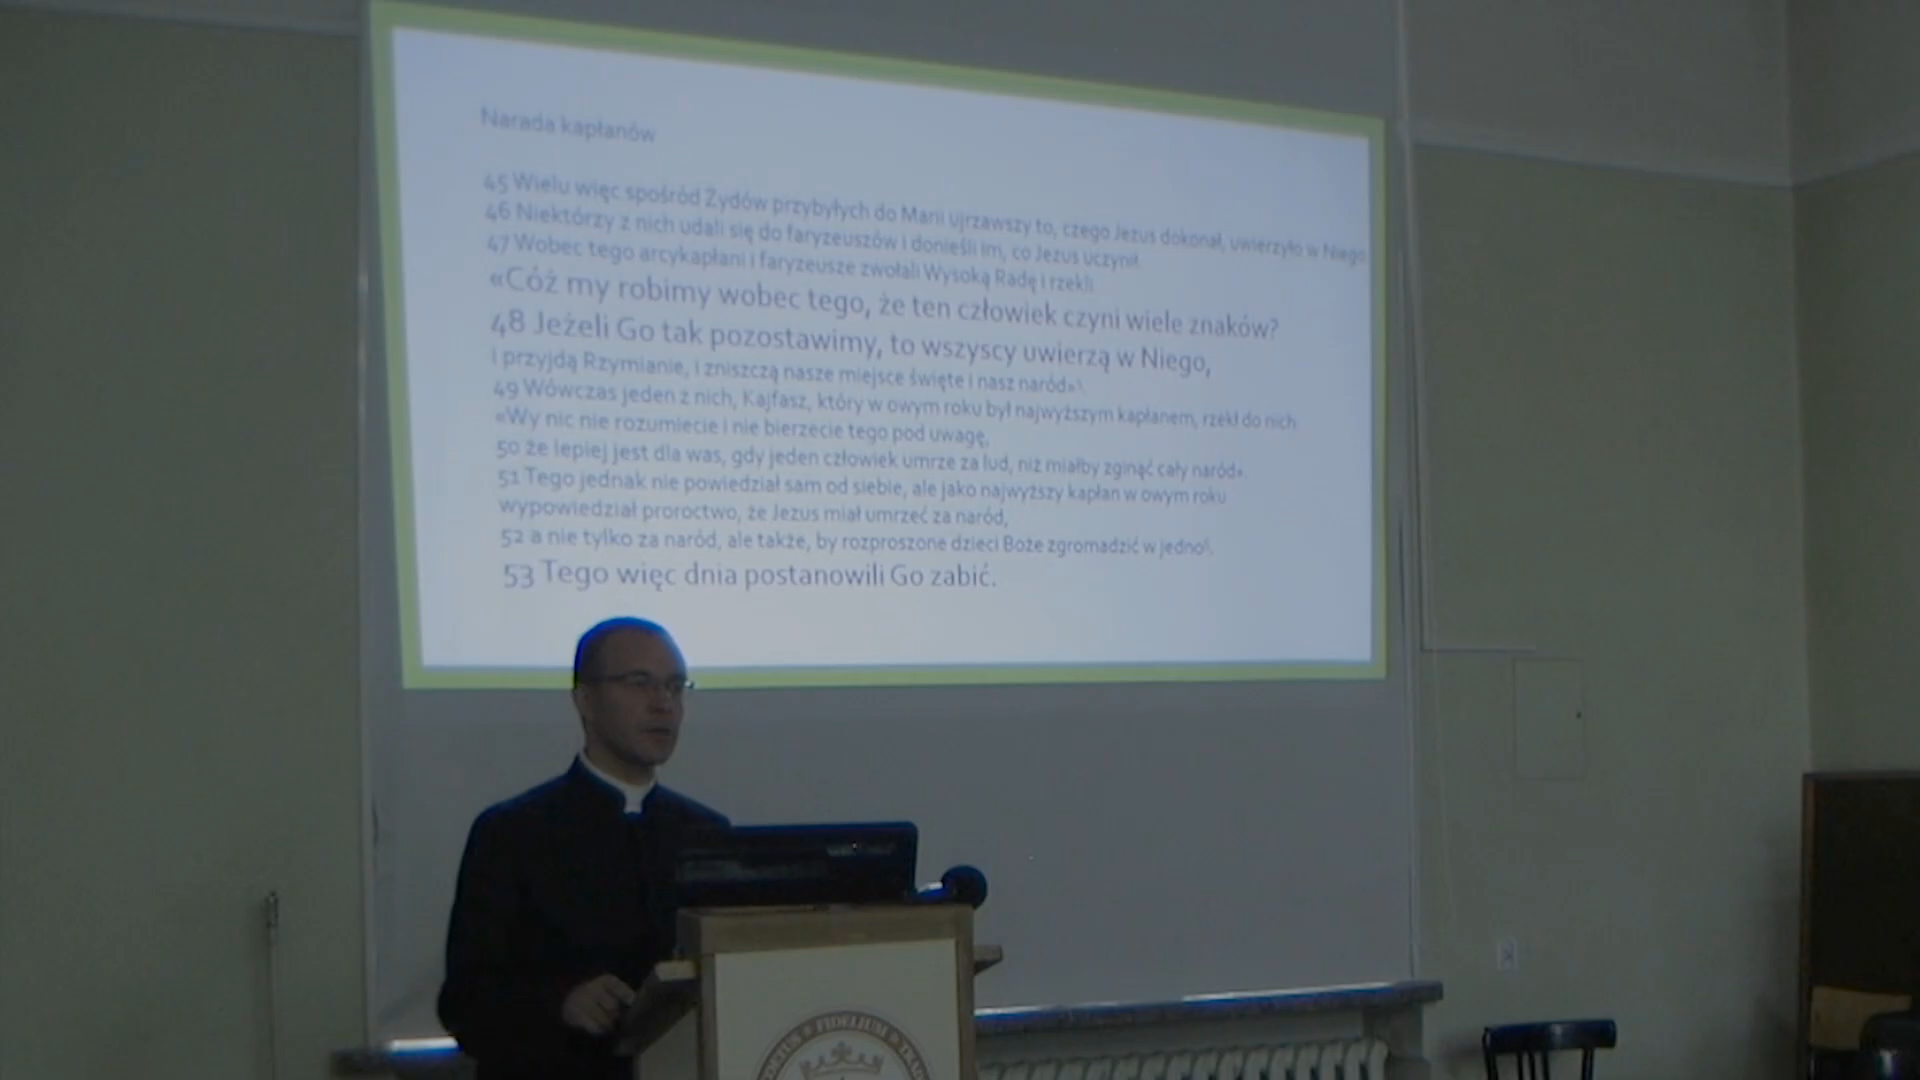 Narada kapłanów
45 Wielu więc spośród Żydów przybyłych do Marii ujrzawszy to, czego Jezus dokonał, uwierzyło w Niego.
46 Niektórzy z nich udali się do faryzeuszów i donieśli im, co Jezus uczynił.
47 Wobec tego arcykapłani i faryzeusze zwołali Wysoką Radę i rzekli:
«Cóż my robimy wobec tego, że ten człowiek czyni wiele znaków?
48 Jeżeli Go tak pozostawimy, to wszyscy uwierzą w Niego,
i przyjdą Rzymianie, i zniszczą nasze miejsce święte i nasz naród».
49 Wówczas jeden z nich, Kajfasz, który w owym roku był najwyższym kapłanem, rzekł do nich:
«Wy nic nie rozumiecie i nie bierzecie tego pod uwagę,
50 że lepiej jest dla was, gdy jeden człowiek umrze za lud, niż miałby zginąć cały naród».
51 Tego jednak nie powiedział sam od siebie, ale jako najwyższy kapłan w owym roku
wypowiedział proroctwo, że Jezus miał umrzeć za naród,
52 a nie tylko za naród, ale także, by rozproszone dzieci Boże zgromadzić w jedno.
53 Tego więc dnia postanowili Go zabić.
FIDELIUM